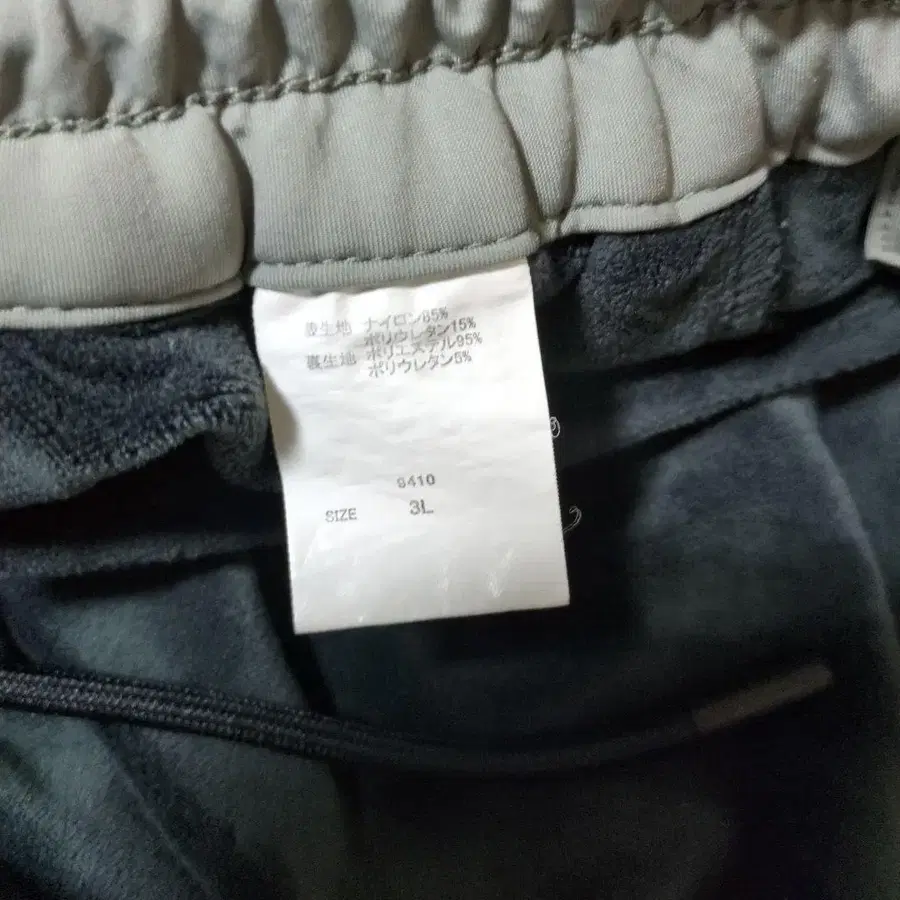 表生地 ナイロン85%
ポリウレタン15%
裏生地 ポリエステル95%
ポリウレタン5%
9410
SIZE 3L